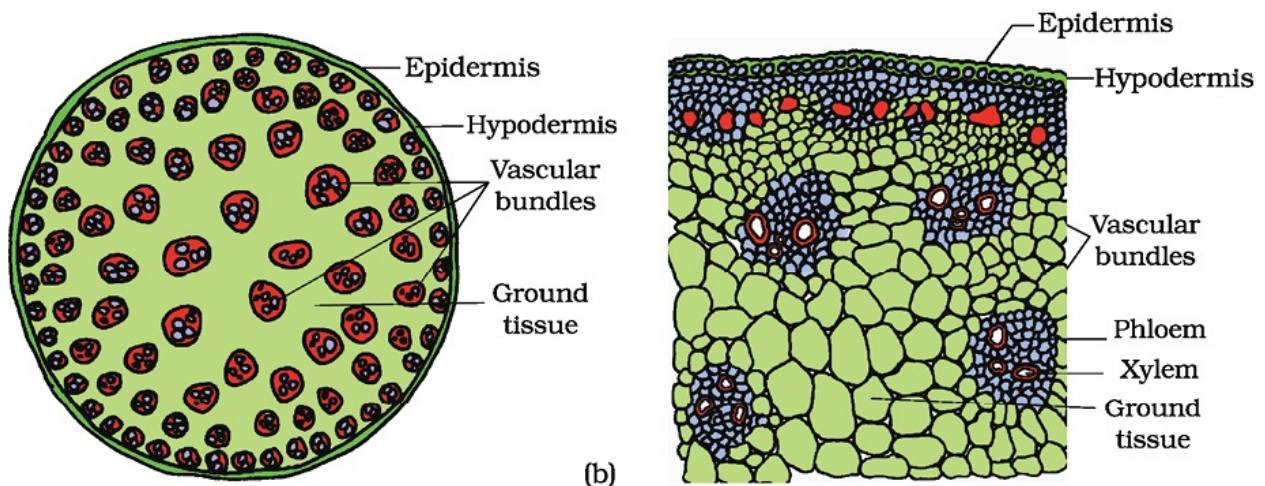 Epidermis
Hypodermis
Vascular
bundles
Ground
tissue
(b)
Epidermis
Hypodermis
Vascular
bundles
Phloem
Xylem
Ground
tissue